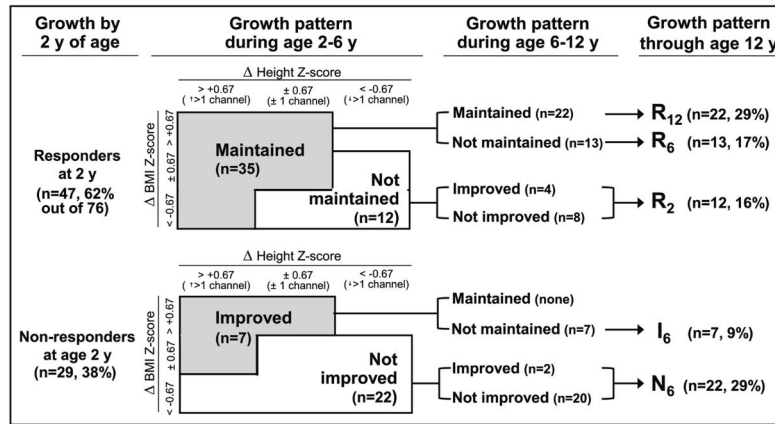 Growth by
2 y of age
Growth pattern
during age 2-6 y
Growth pattern
during age 6-12 y
Growth pattern
through age 12 y
Δ Height Z-score
> +0.67
(↑>1 channel)
± 0.67
(± 1 channel)
< -0.67
(↓>1 channel)
Responders
at 2 y
(n=47, 62%
out of 76)
Δ BMI Z-score
< -0.67 ± 0.67 > +0.67
Maintained
(n=35)
Not
maintained
(n=12)
Maintained (n=22)
Not maintained (n=13)
Improved (n=4)
Not improved (n=8)
R12 (n=22, 29%)
R6 (n=13, 17%)
R2 (n=12, 16%)
Δ Height Z-score
> +0.67
(↑>1 channel)
± 0.67
(± 1 channel)
< -0.67
(↓>1 channel)
Non-responders
at age 2 y
(n=29, 38%)
Δ BMI Z-score
< -0.67 ± 0.67 > +0.67
Improved
(n=7)
Not
improved
(n=22)
Maintained (none)
Not maintained (n=7)
Improved (n=2)
Not improved (n=20)
I6 (n=7, 9%)
N6 (n=22, 29%)